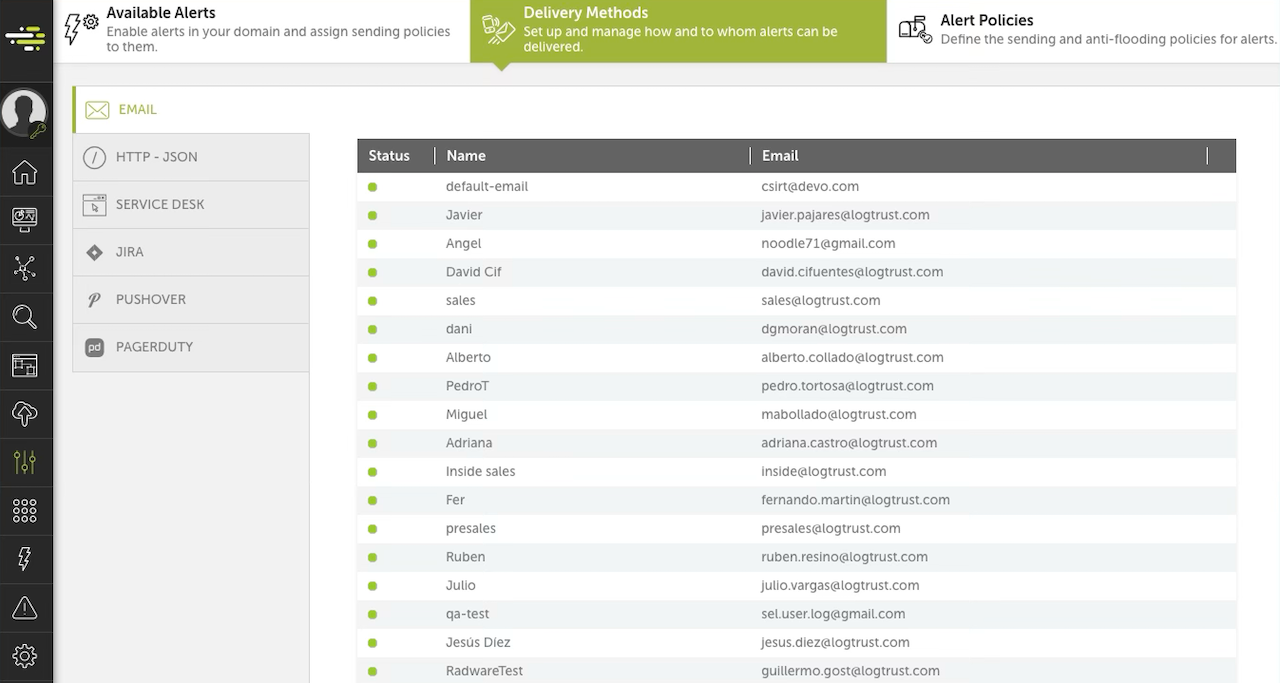 Available Alerts
Enable alerts in your domain and assign sending policies
to them.
Delivery Methods
Set up and manage how and to whom alerts can be
delivered.
Alert Policies
Define the sending and anti-flooding policies for alerts.
EMAIL
HTTP - JSON
SERVICE DESK
JIRA
PUSHOVER
pd PAGERDUTY
Status Name Email
default-email csirt@devo.com
Javier javier.pajares@logtrust.com
Angel noodle71@gmail.com
David Cif david.cifuentes@logtrust.com
sales sales@logtrust.com
dani dgmoran@logtrust.com
Alberto alberto.collado@logtrust.com
PedroT pedro.tortosa@logtrust.com
Miguel mabollado@logtrust.com
Adriana adriana.castro@logtrust.com
Inside sales inside@logtrust.com
Fer fernando.martin@logtrust.com
presales presales@logtrust.com
Ruben ruben.resino@logtrust.com
Julio julio.vargas@logtrust.com
qa-test sel.user.log@gmail.com
Jesús Díez jesus.diez@logtrust.com
RadwareTest guillermo.gost@logtrust.com